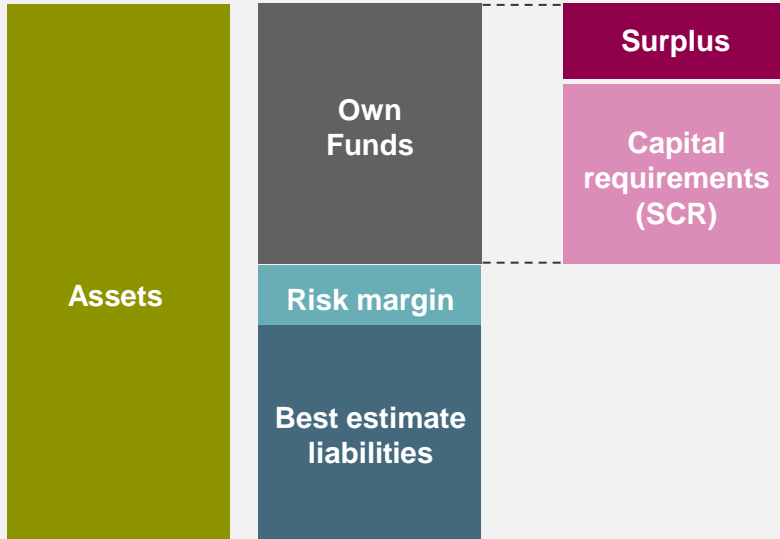 Assets
Own
Funds
Risk margin
Best estimate
liabilities
Surplus
Capital
requirements
(SCR)